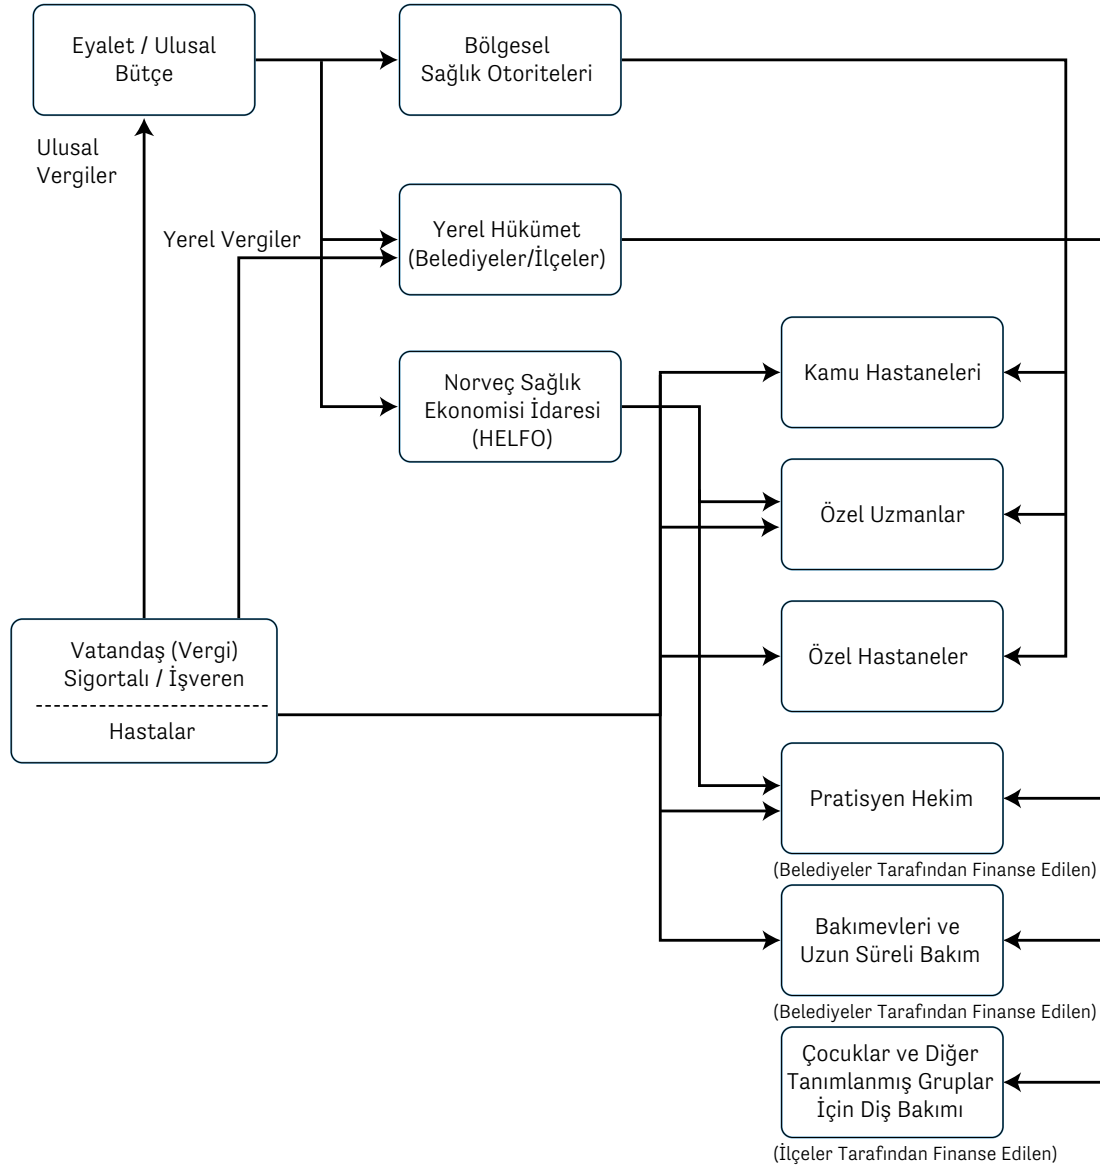 Eyalet / Ulusal
Bütçe
Bölgesel
Sağlık Otoriteleri
Ulusal
Vergiler
Yerel Vergiler
Yerel Hükümet
(Belediyeler/İlçeler)
Norveç Sağlık
Ekonomisi İdaresi
(HELFO)
Kamu Hastaneleri
Özel Uzmanlar
Vatandaş (Vergi)
Sigortalı / İşveren
Hastalar
Özel Hastaneler
Pratisyen Hekim
(Belediyeler Tarafından Finanse Edilen)
Bakımevleri ve
Uzun Süreli Bakım
(Belediyeler Tarafından Finanse Edilen)
Çocuklar ve Diğer
Tanımlanmış Gruplar
İçin Diş Bakımı
(İlçeler Tarafından Finanse Edilen)